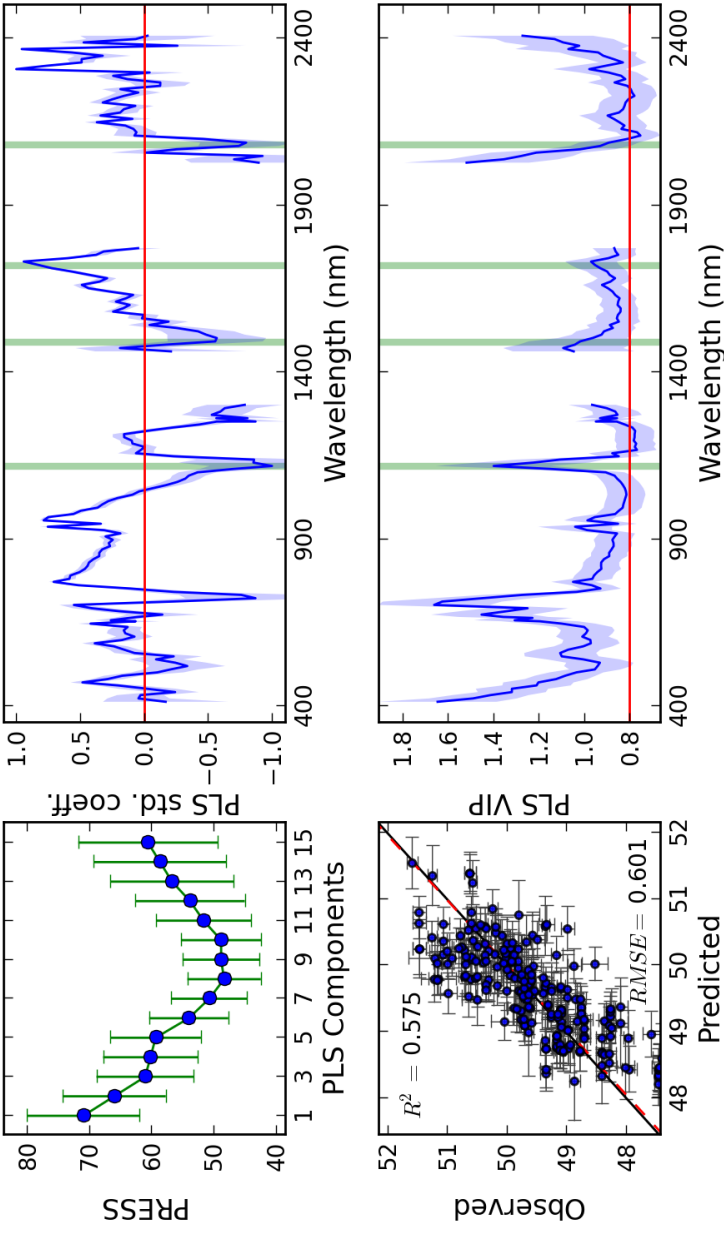 PRESS
80
70
60
50
40
1 3 5 7 9 11 13 15
PLS Components
PLS std. coeff.
1.0
0.5
0.0
−0.5
−1.0
400 900 1400 1900 2400
Wavelength (nm)
Observed
52
51
50
49
48
R² = 0.575
RMSE = 0.601
48 49 50 51 52
Predicted
PLS VIP
1.8
1.6
1.4
1.2
1.0
0.8
400 900 1400 1900 2400
Wavelength (nm)